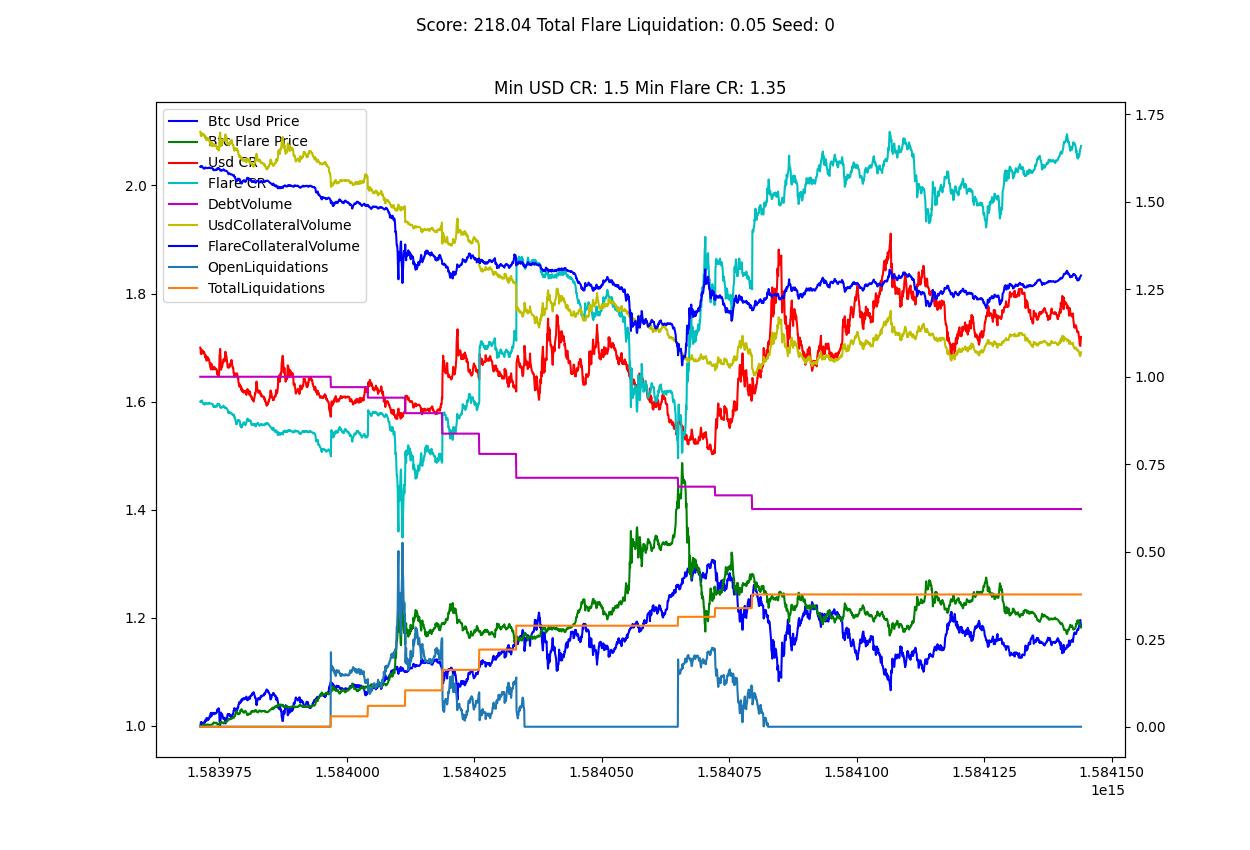 Score: 218.04 Total Flare Liquidation: 0.05 Seed: 0
Min USD CR: 1.5 Min Flare CR: 1.35
Btc Usd Price
Btc Flare Price
Usd CR
Flare CR
DebtVolume
UsdCollateralVolume
FlareCollateralVolume
OpenLiquidations
TotalLiquidations
2.0
1.8
1.6
1.4
1.2
1.0
1.75
1.50
1.25
1.00
0.75
0.50
0.25
0.00
1.583975 1.584000 1.584025 1.584050 1.584075 1.584100 1.584125 1.584150
1e15